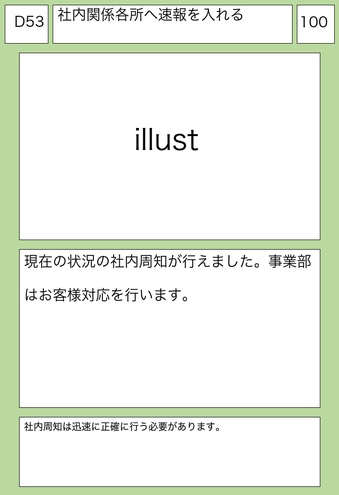 D53
社内関係各所へ速報を入れる
100
illust
現在の状況の社内周知が行えました。事業部
はお客様対応を行います。
社内周知は迅速に正確に行う必要があります。